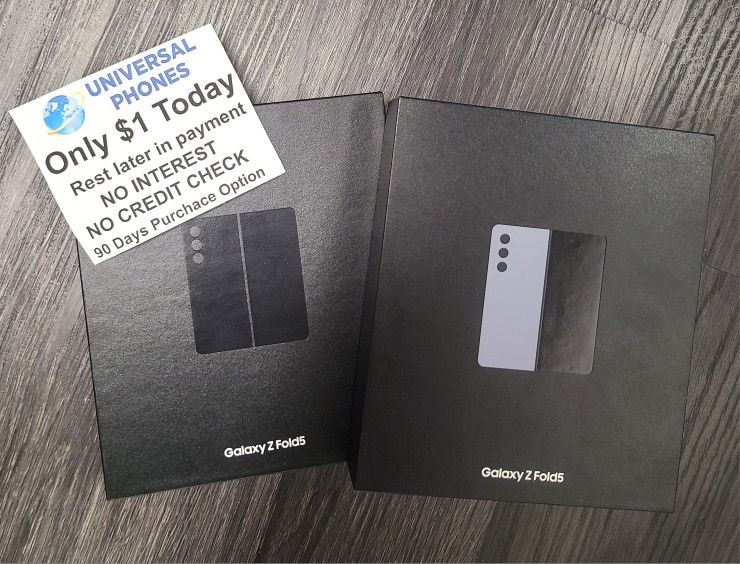 UNIVERSAL
PHONES
Only $1 Today
Rest later in payment
NO INTEREST
NO CREDIT CHECK
90 Days Purchace Option
Galaxy Z Fold5
Galaxy Z Fold5